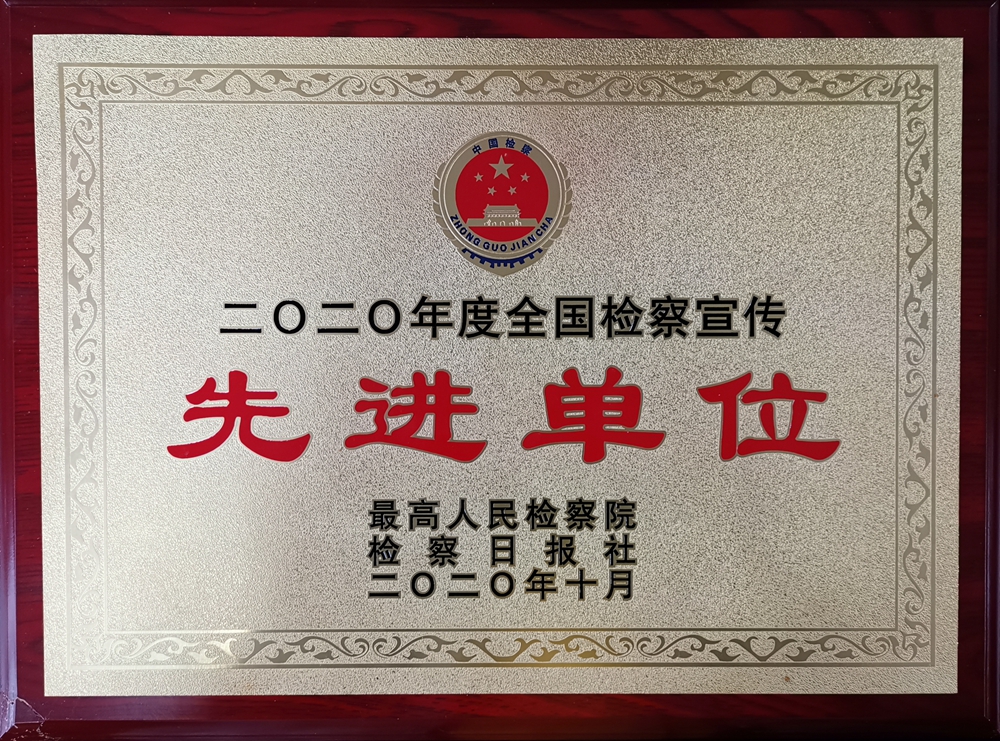 中国检察
ZHONG GUO JIAN CHA
二〇二〇年度全国检察宣传
先进单位
最高人民检察院
检察日报社
二〇二〇年十月